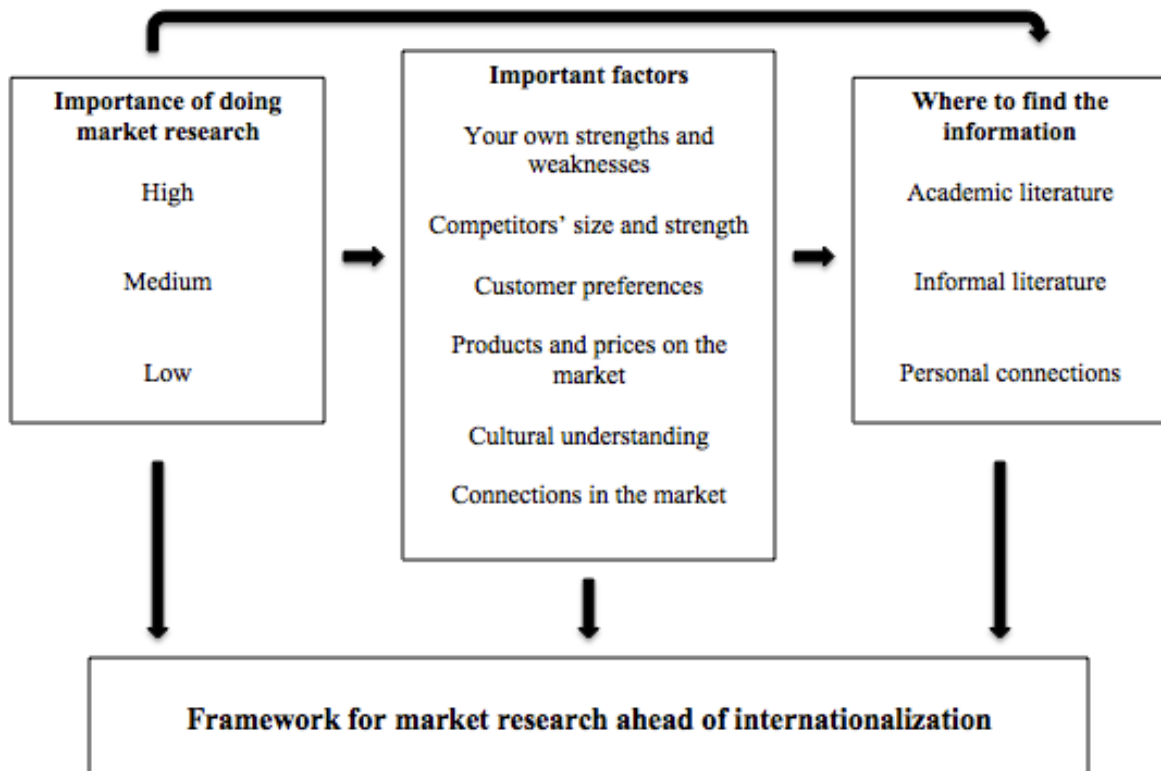 Importance of doing
market research
High
Medium
Low
Important factors
Your own strengths and
weaknesses
Competitors’ size and strength
Customer preferences
Products and prices on the
market
Cultural understanding
Connections in the market
Where to find the
information
Academic literature
Informal literature
Personal connections
Framework for market research ahead of internationalization